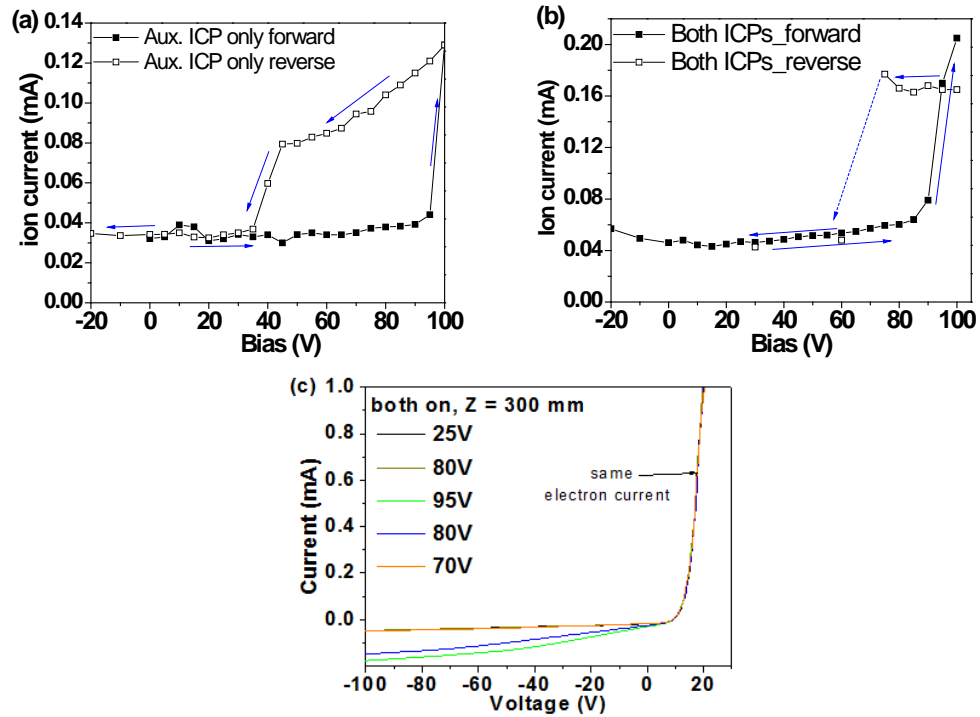 (a)
0.14
0.12
0.10
0.08
0.06
0.04
0.02
0.00
ion current (mA)
Aux. ICP only forward
Aux. ICP only reverse
-20 0 20 40 60 80 100
Bias (V)
(b)
0.20
0.16
0.12
0.08
0.04
0.00
Ion current (mA)
Both ICPs_forward
Both ICPs_reverse
-20 0 20 40 60 80 100
Bias (V)
(c)
1.0
0.8
0.6
0.4
0.2
0.0
Current (mA)
both on, Z = 300 mm
25V
80V
95V
80V
70V
same
electron current
-100 -80 -60 -40 -20 0 20
Voltage (V)